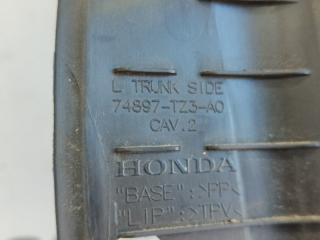 L TRUNK SIDE
74897-TZ3-A0
CAV.2
HONDA
"BASE":>PP<
"LIP":>TPV<